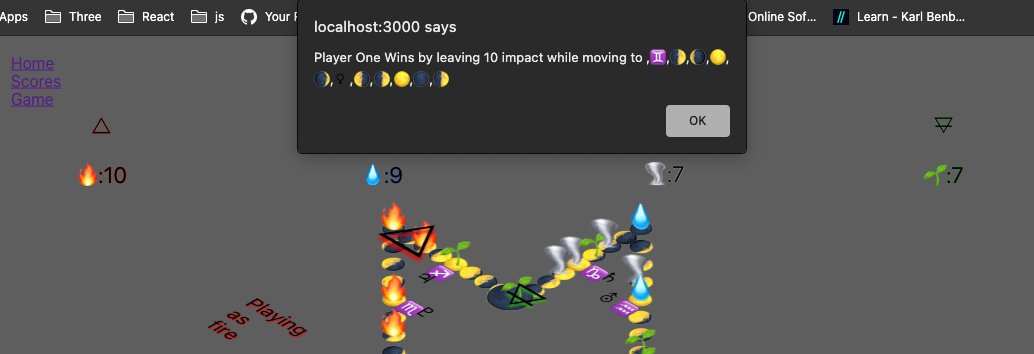 Apps Three React js Your F Online Sof... Learn - Karl Benb...
localhost:3000 says
Player One Wins by leaving 10 impact while moving to ,♊,🌓,🌒,🌕,
🌒,♀ ,🌗,🌓,🌕,🌑,🌓
OK
Home
Scores
Game
🔥:10 💧:9 🌪:7 🌱:7
Playing
as
fire